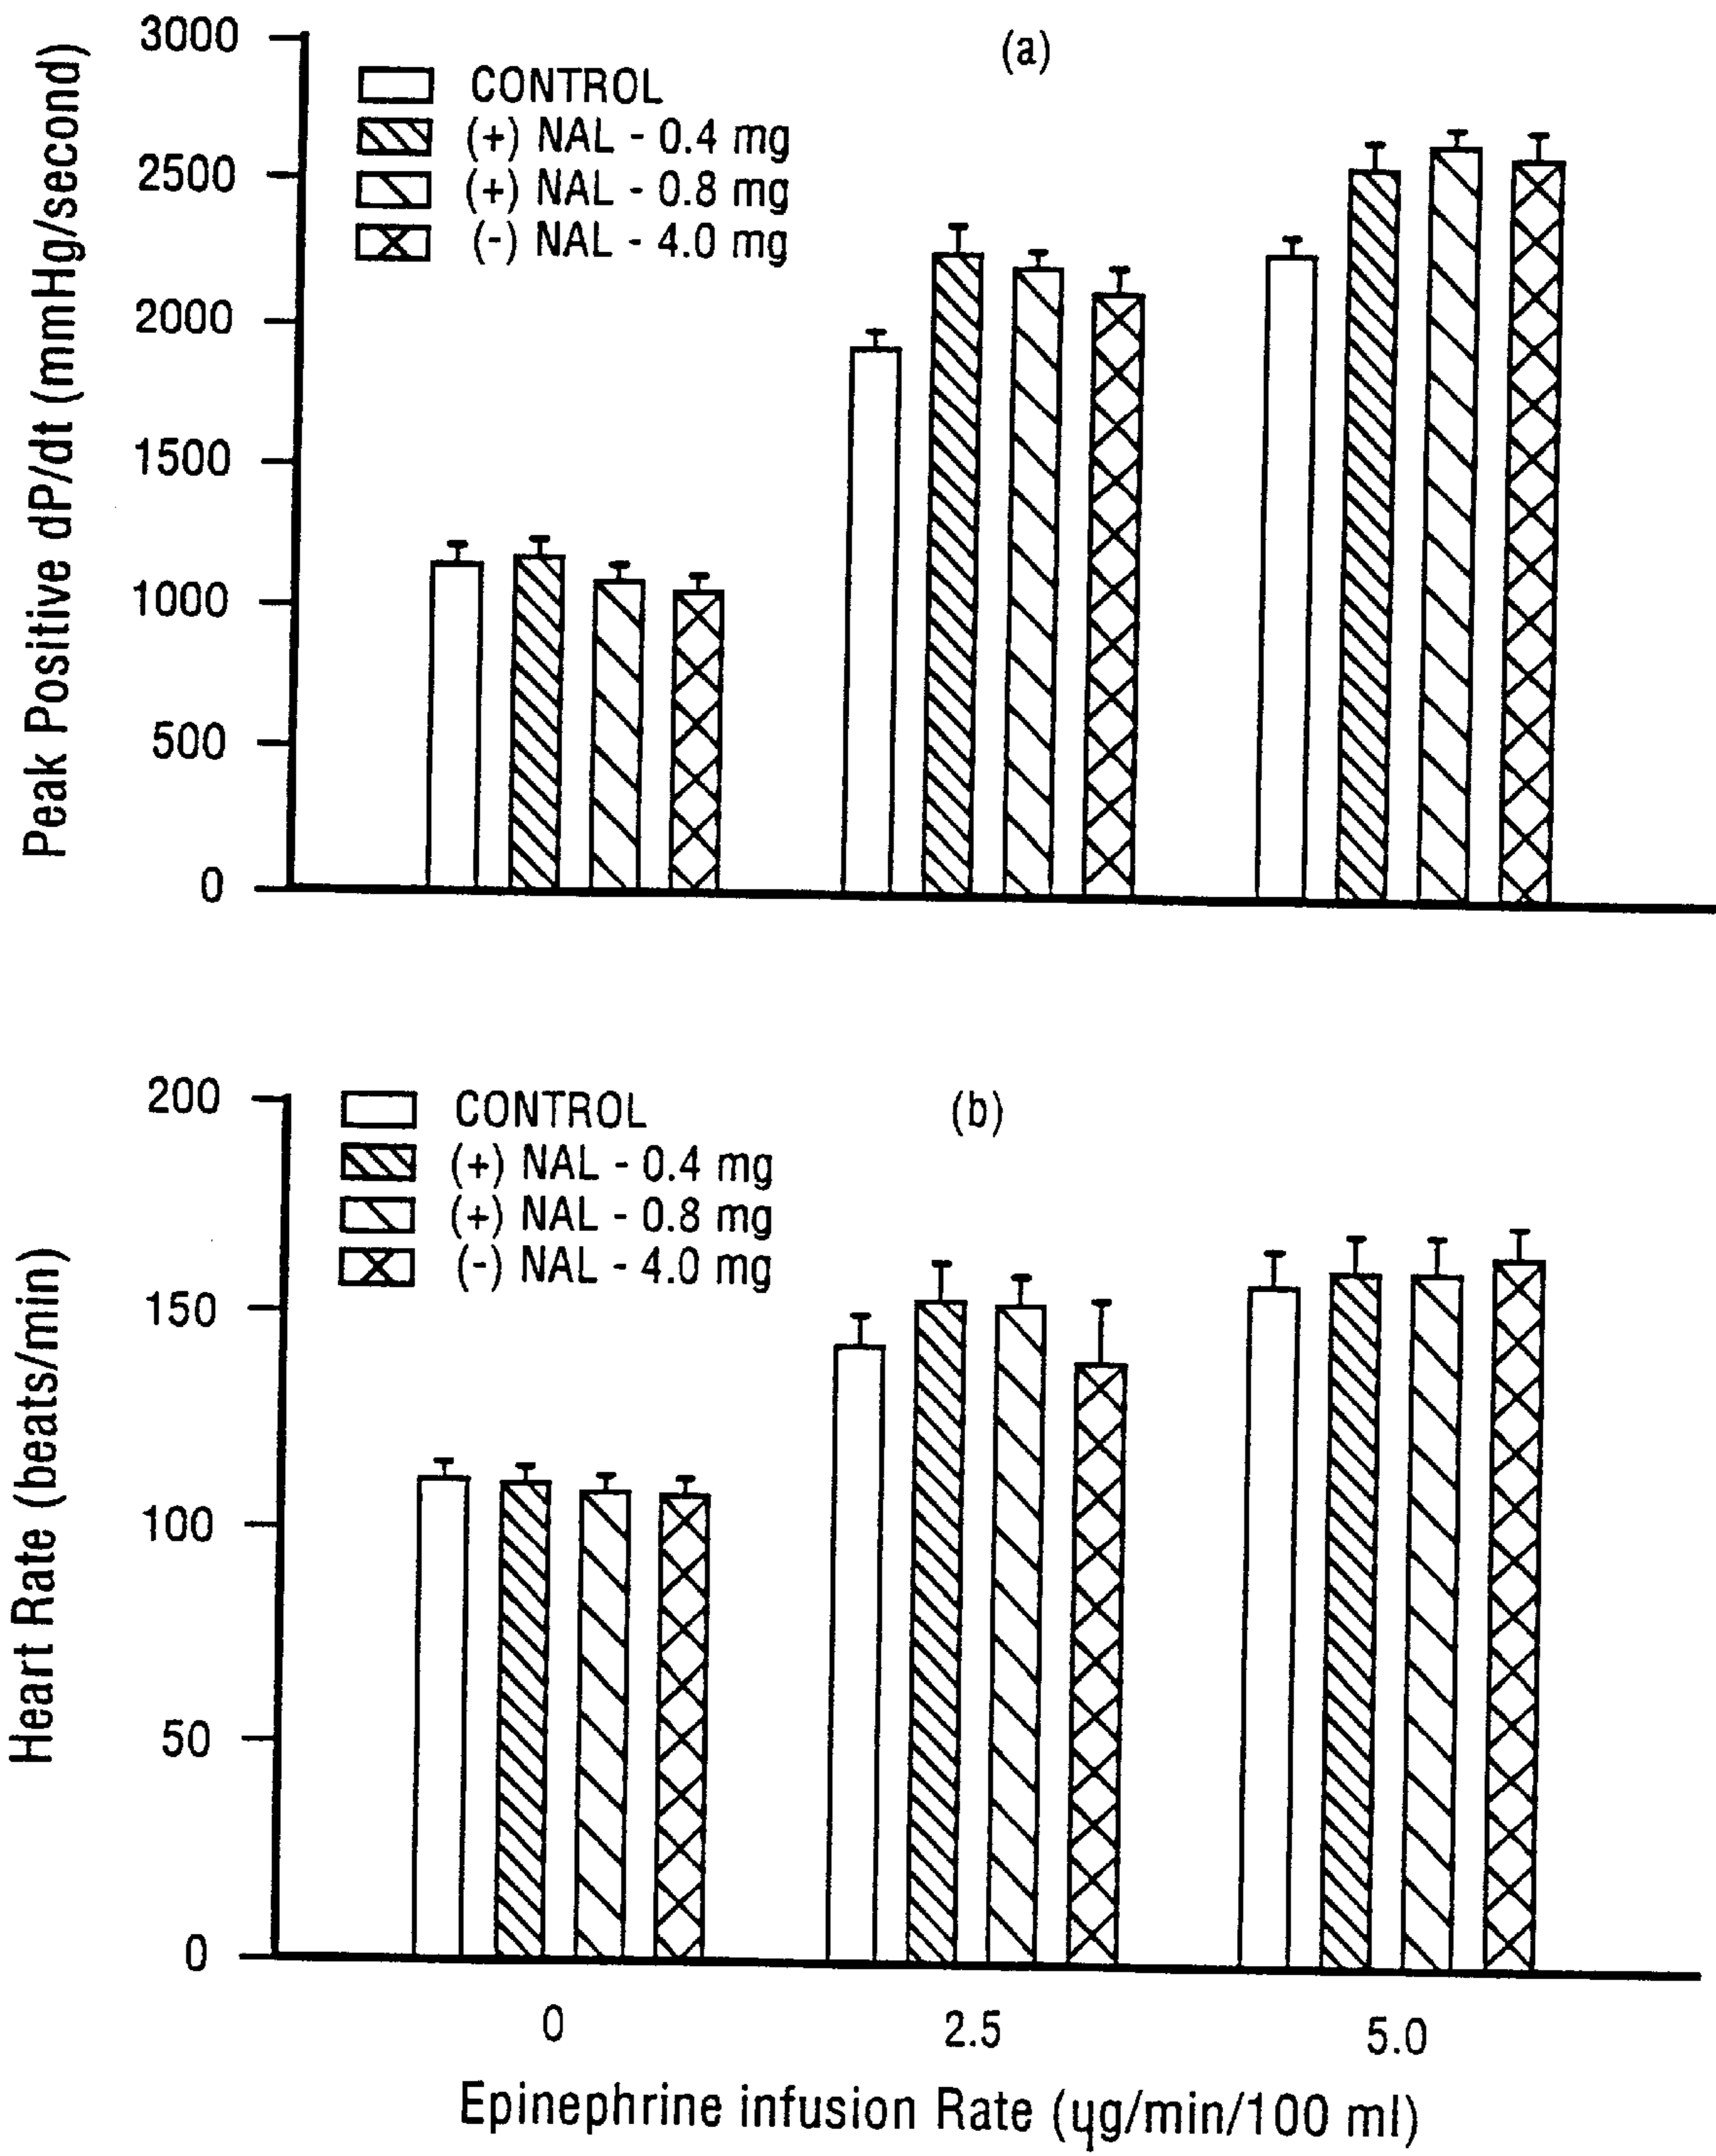 (a)
Peak Positive dP/dt (mmHg/second)
3000
2500
2000
1500
1000
500
0
CONTROL
(+) NAL - 0.4 mg
(+) NAL - 0.8 mg
(-) NAL - 4.0 mg
(b)
Heart Rate (beats/min)
200
150
100
50
0
CONTROL
(+) NAL - 0.4 mg
(+) NAL - 0.8 mg
(-) NAL - 4.0 mg
0
2.5
5.0
Epinephrine infusion Rate (ɥg/min/100 ml)